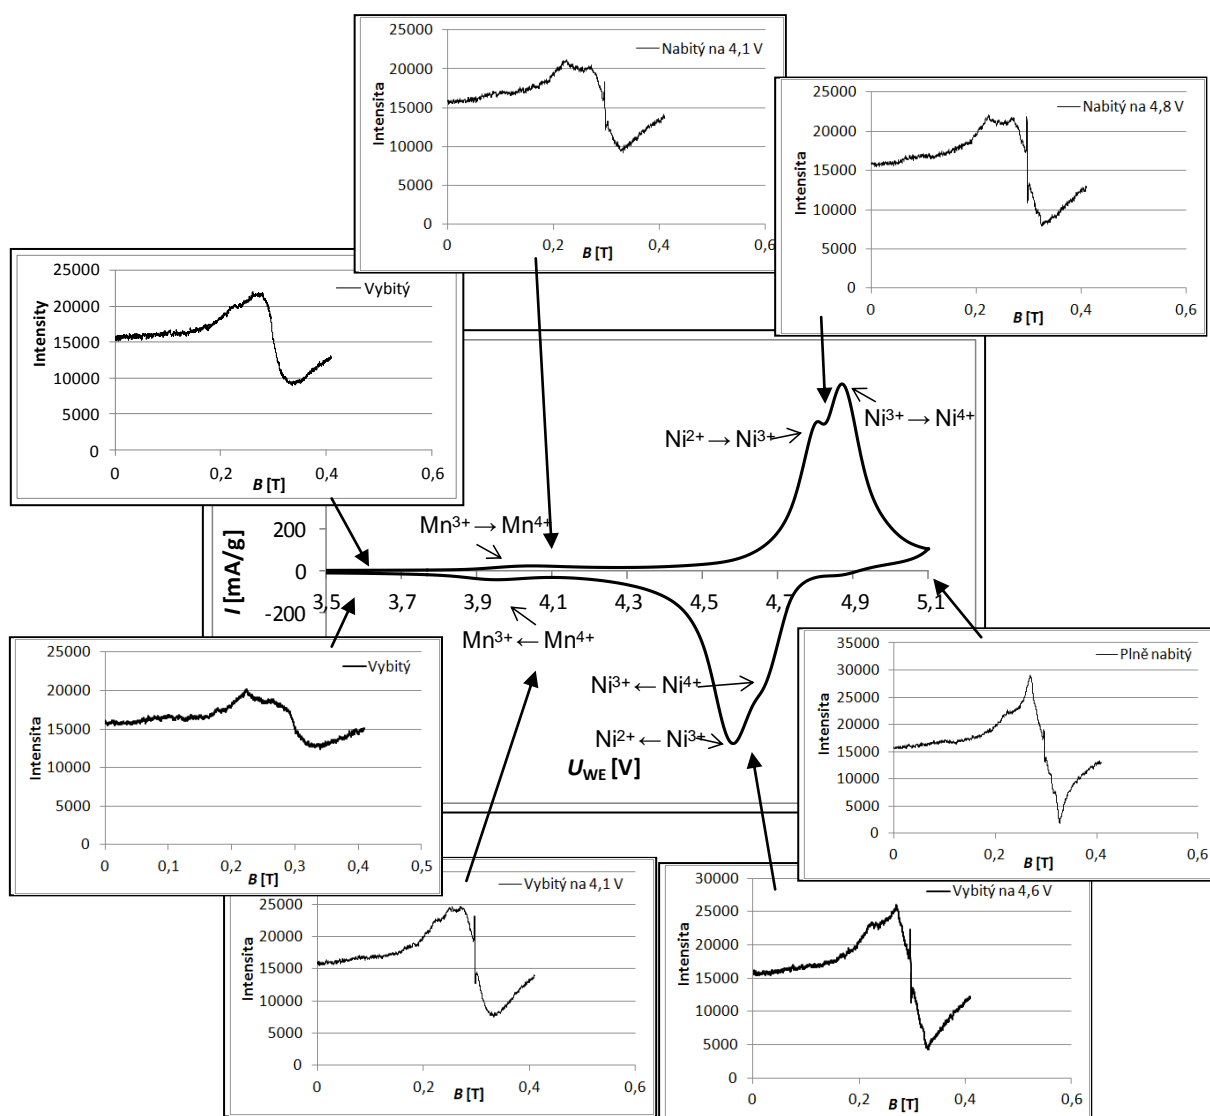 25000
20000
15000
10000
5000
0
Intensita
Nabitý na 4,1 V
0 0,2 0,4 0,6
B [T]
25000
20000
15000
10000
5000
0
Intensita
Nabitý na 4,8 V
0 0,2 0,4 0,6
B [T]
25000
20000
15000
10000
5000
0
Intensity
Vybitý
0 0,2 0,4 0,6
B [T]
Ni³⁺ → Ni⁴⁺
Ni²⁺ → Ni³⁺
Mn³⁺ → Mn⁴⁺
200
0
-200
I [mA/g]
3,5 3,7 3,9 4,1 4,3 4,5 4,7 4,9 5,1
Mn³⁺ ← Mn⁴⁺
Ni³⁺ ← Ni⁴⁺
Ni²⁺ ← Ni³⁺
U_WE [V]
25000
20000
15000
10000
5000
0
Intensita
Vybitý
0 0,1 0,2 0,3 0,4 0,5
B [T]
35000
30000
25000
20000
15000
10000
5000
0
Intensita
Plně nabitý
0 0,2 0,4 0,6
B [T]
25000
20000
15000
10000
5000
0
Intensita
Vybitý na 4,1 V
0 0,2 0,4 0,6
B [T]
30000
25000
20000
15000
10000
5000
0
Intensita
Vybitý na 4,6 V
0 0,2 0,4 0,6
B [T]